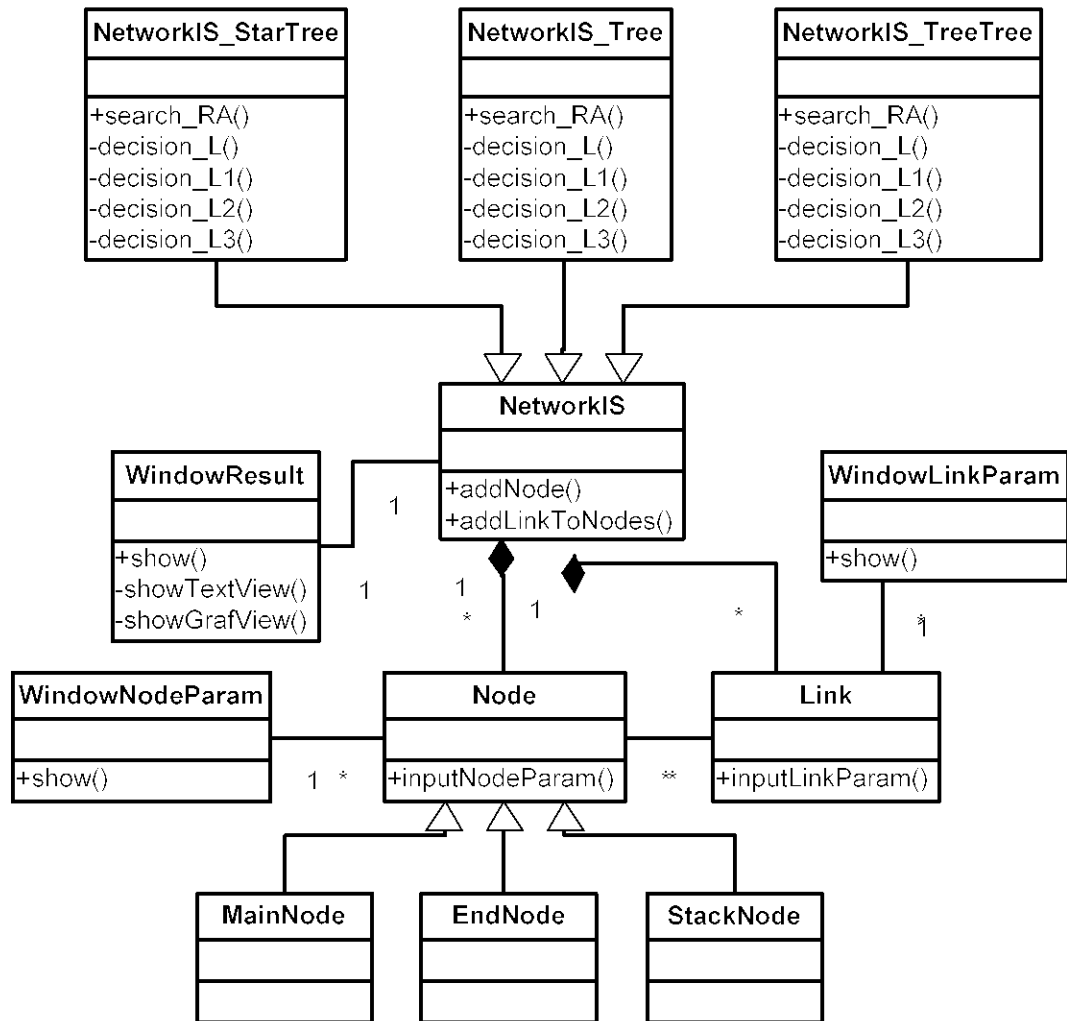 NetworkIS_StarTree
+search_RA()
-decision_L()
-decision_L1()
-decision_L2()
-decision_L3()
NetworkIS_Tree
+search_RA()
-decision_L()
-decision_L1()
-decision_L2()
-decision_L3()
NetworkIS_TreeTree
+search_RA()
-decision_L()
-decision_L1()
-decision_L2()
-decision_L3()
NetworkIS
+addNode()
+addLinkToNodes()
WindowResult
+show()
-showTextView()
-showGrafView()
1
1
WindowLinkParam
+show()
1
*
1
*
*
1
WindowNodeParam
+show()
1 *
Node
+inputNodeParam()
**
Link
+inputLinkParam()
MainNode
EndNode
StackNode